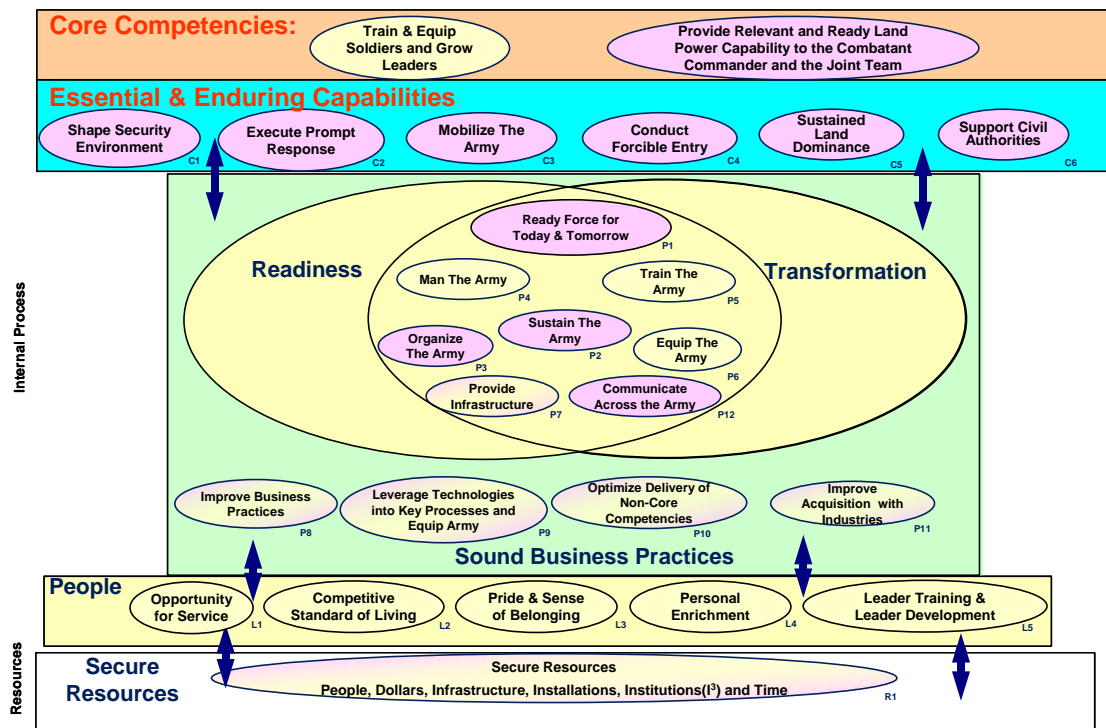 Core Competencies:
Train & Equip
Soldiers and Grow
Leaders
Provide Relevant and Ready Land
Power Capability to the Combatant
Commander and the Joint Team
Essential & Enduring Capabilities
Shape Security
Environment
C1
Execute Prompt
Response
C2
Mobilize The
Army
C3
Conduct
Forcible Entry
C4
Sustained
Land
Dominance
C5
Support Civil
Authorities
C6
Internal Process
Readiness
Transformation
Ready Force for
Today & Tomorrow
P1
Man The Army
P4
Train The
Army
P5
Sustain The
Army
P2
Organize
The Army
P3
Equip The
Army
P6
Provide
Infrastructure
P7
Communicate
Across the Army
P12
Improve Business
Practices
P8
Leverage Technologies
into Key Processes and
Equip Army
P9
Optimize Delivery of
Non-Core
Competencies
P10
Improve
Acquisition with
Industries
P11
Sound Business Practices
People
Opportunity
for Service
L1
Competitive
Standard of Living
L2
Pride & Sense
of Belonging
L3
Personal
Enrichment
L4
Leader Training &
Leader Development
L5
Resources
Secure
Resources
Secure Resources
People, Dollars, Infrastructure, Installations, Institutions(I³) and Time
R1